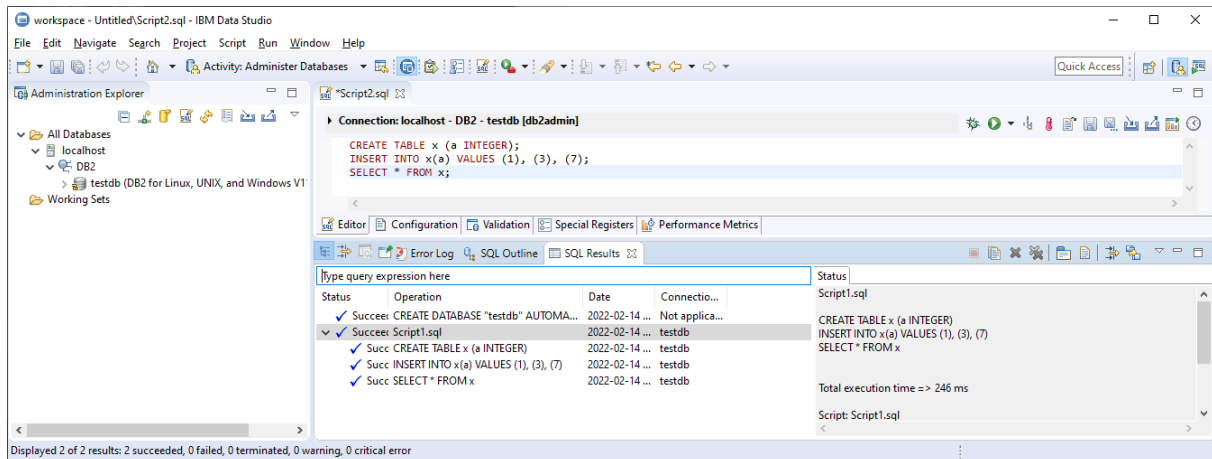 workspace - Untitled\Script2.sql - IBM Data Studio
File Edit Navigate Search Project Script Run Window Help
Activity: Administer Databases
Quick Access
Administration Explorer
All Databases
localhost
DB2
testdb (DB2 for Linux, UNIX, and Windows V1
Working Sets
*Script2.sql
Connection: localhost - DB2 - testdb [db2admin]
CREATE TABLE x (a INTEGER);
INSERT INTO x(a) VALUES (1), (3), (7);
SELECT * FROM x;
Editor Configuration Validation Special Registers Performance Metrics
Error Log SQL Outline SQL Results
Type query expression here
Status Operation Date Connectio...
Succeed CREATE DATABASE "testdb" AUTOMA... 2022-02-14 ... Not applica...
Succeed Script1.sql 2022-02-14 ... testdb
Succ CREATE TABLE x (a INTEGER) 2022-02-14 ... testdb
Succ INSERT INTO x(a) VALUES (1), (3), (7) 2022-02-14 ... testdb
Succ SELECT * FROM x 2022-02-14 ... testdb
Status
Script1.sql
CREATE TABLE x (a INTEGER)
INSERT INTO x(a) VALUES (1), (3), (7)
SELECT * FROM x
Total execution time => 246 ms
Script: Script1.sql
Displayed 2 of 2 results: 2 succeeded, 0 failed, 0 terminated, 0 warning, 0 critical error